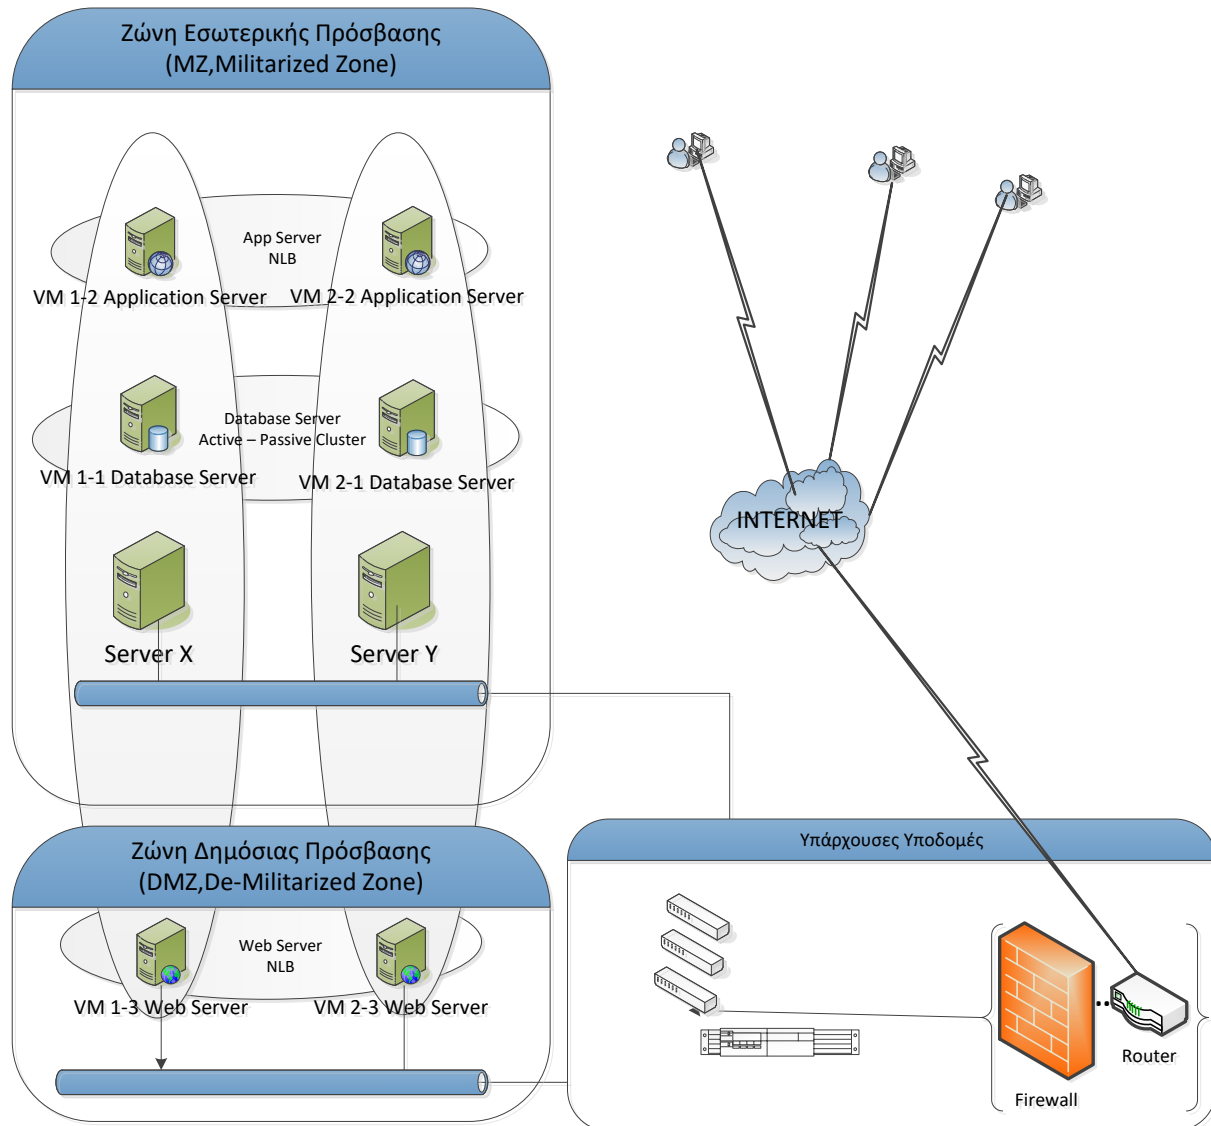 Ζώνη Εσωτερικής Πρόσβασης
(MZ,Militarized Zone)
App Server
NLB
VM 1-2 Application Server
VM 2-2 Application Server
Database Server
Active – Passive Cluster
VM 1-1 Database Server
VM 2-1 Database Server
Server X
Server Y
INTERNET
Ζώνη Δημόσιας Πρόσβασης
(DMZ,De-Militarized Zone)
Web Server
NLB
VM 1-3 Web Server
VM 2-3 Web Server
Υπάρχουσες Υποδομές
Router
Firewall